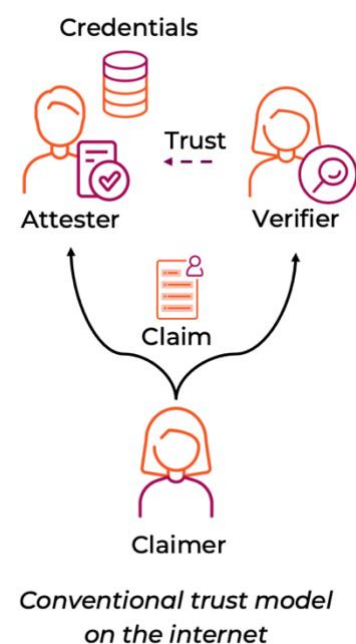 Credentials
Trust
Attester
Verifier
Claim
Claimer
Conventional trust model
on the internet